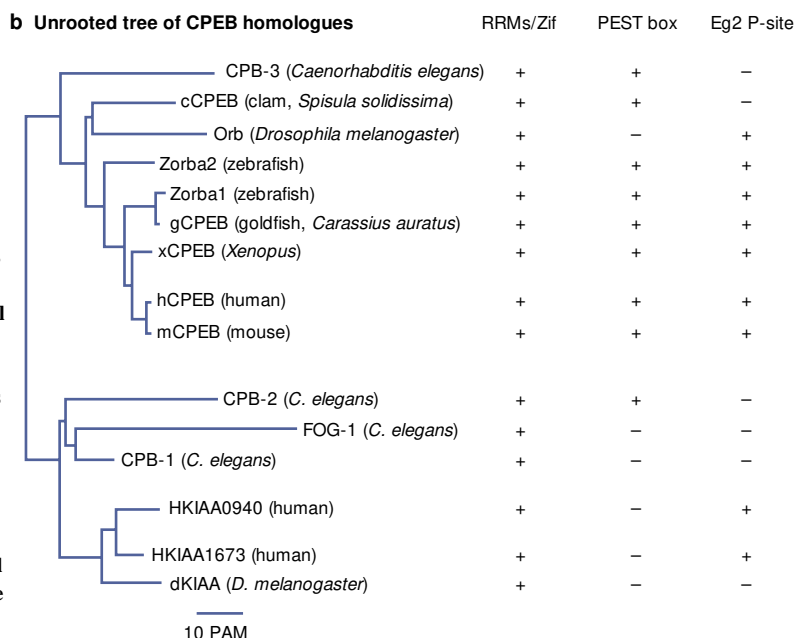 b Unrooted tree of CPEB homologues RRMs/Zif PEST box Eg2 P-site
CPB-3 (Caenorhabditis elegans) + + –
cCPEB (clam, Spisula solidissima) + + –
Orb (Drosophila melanogaster) + – +
Zorba2 (zebrafish) + + +
Zorba1 (zebrafish) + + +
gCPEB (goldfish, Carassius auratus) + + +
xCPEB (Xenopus) + + +
hCPEB (human) + + +
mCPEB (mouse) + + +
CPB-2 (C. elegans) + + –
FOG-1 (C. elegans) + – –
CPB-1 (C. elegans) + – –
HKIAA0940 (human) + – +
HKIAA1673 (human) + – +
dKIAA (D. melanogaster) + – –
10 PAM